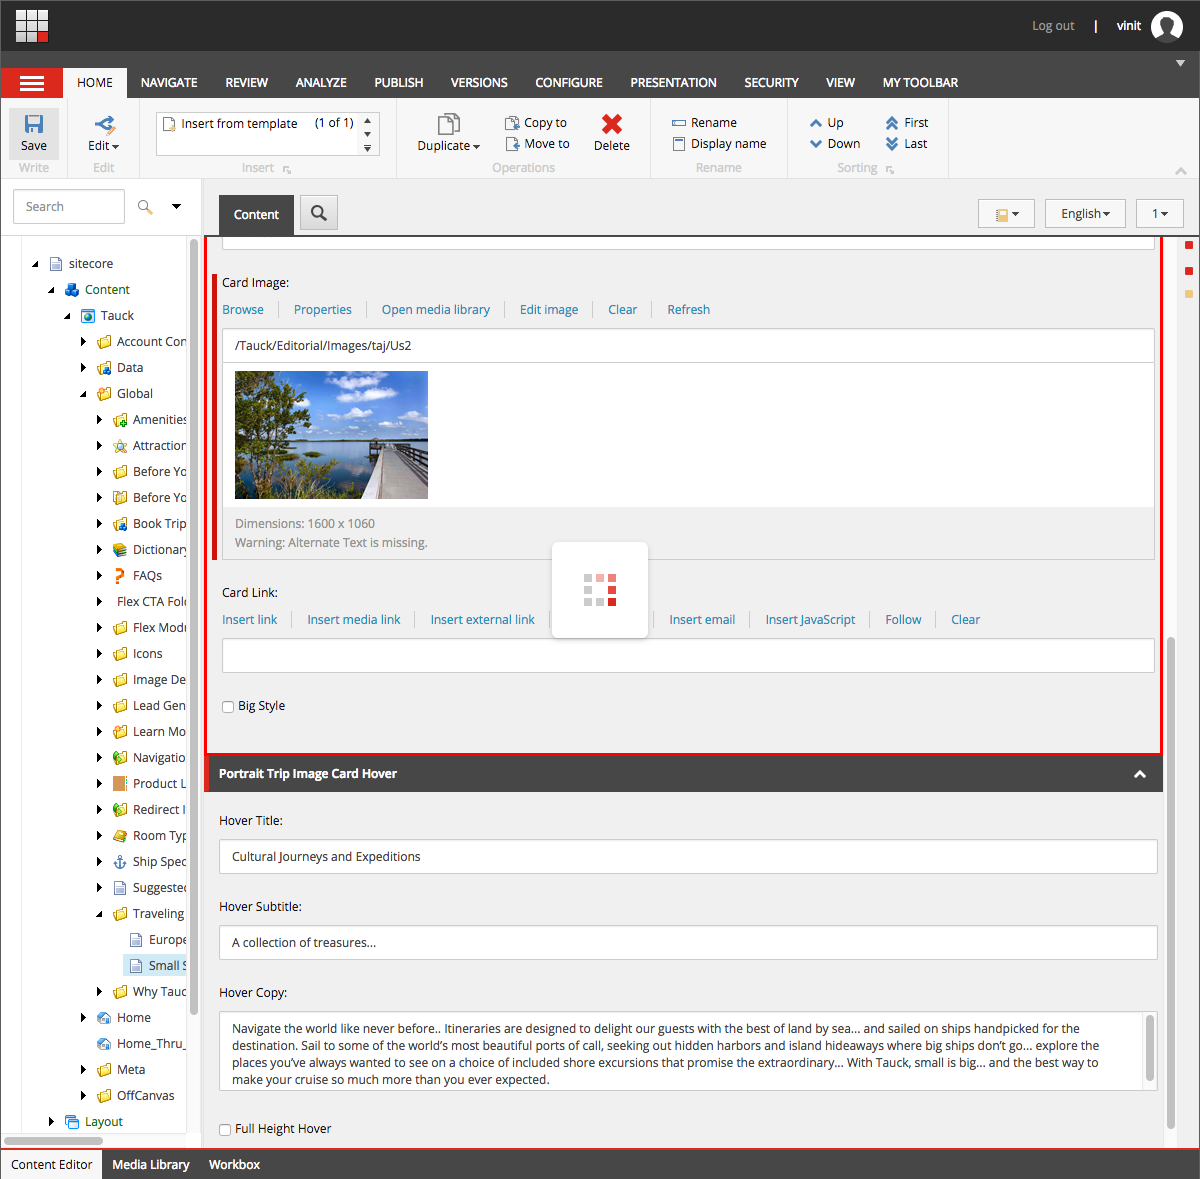 Log out | vinit
HOME NAVIGATE REVIEW ANALYZE PUBLISH VERSIONS CONFIGURE PRESENTATION SECURITY VIEW MY TOOLBAR
Save
Write
Edit
Edit
Insert from template (1 of 1)
Insert
Duplicate
Copy to
Move to
Delete
Operations
Rename
Display name
Rename
Up
Down
First
Last
Sorting
Search
Content
English
1
sitecore
Content
Tauck
Account Con
Data
Global
Amenities
Attraction
Before Yo
Before Yo
Book Trip
Dictionary
FAQs
Flex CTA Fol
Flex Modu
Icons
Image De
Lead Gen
Learn Mo
Navigatio
Product L
Redirect I
Room Typ
Ship Spec
Suggested
Traveling
Europe
Small S
Why Tauc
Home
Home_Thru_
Meta
OffCanvas
Layout
Card Image:
Browse Properties Open media library Edit image Clear Refresh
/Tauck/Editorial/Images/taj/Us2
Dimensions: 1600 x 1060
Warning: Alternate Text is missing.
Card Link:
Insert link Insert media link Insert external link Insert email Insert JavaScript Follow Clear
Big Style
Portrait Trip Image Card Hover
Hover Title:
Cultural Journeys and Expeditions
Hover Subtitle:
A collection of treasures...
Hover Copy:
Navigate the world like never before.. Itineraries are designed to delight our guests with the best of land by sea... and sailed on ships handpicked for the
destination. Sail to some of the world's most beautiful ports of call, seeking out hidden harbors and island hideaways where big ships don't go... explore the
places you've always wanted to see on a choice of included shore excursions that promise the extraordinary... With Tauck, small is big... and the best way to
make your cruise so much more than you ever expected.
Full Height Hover
Content Editor Media Library Workbox